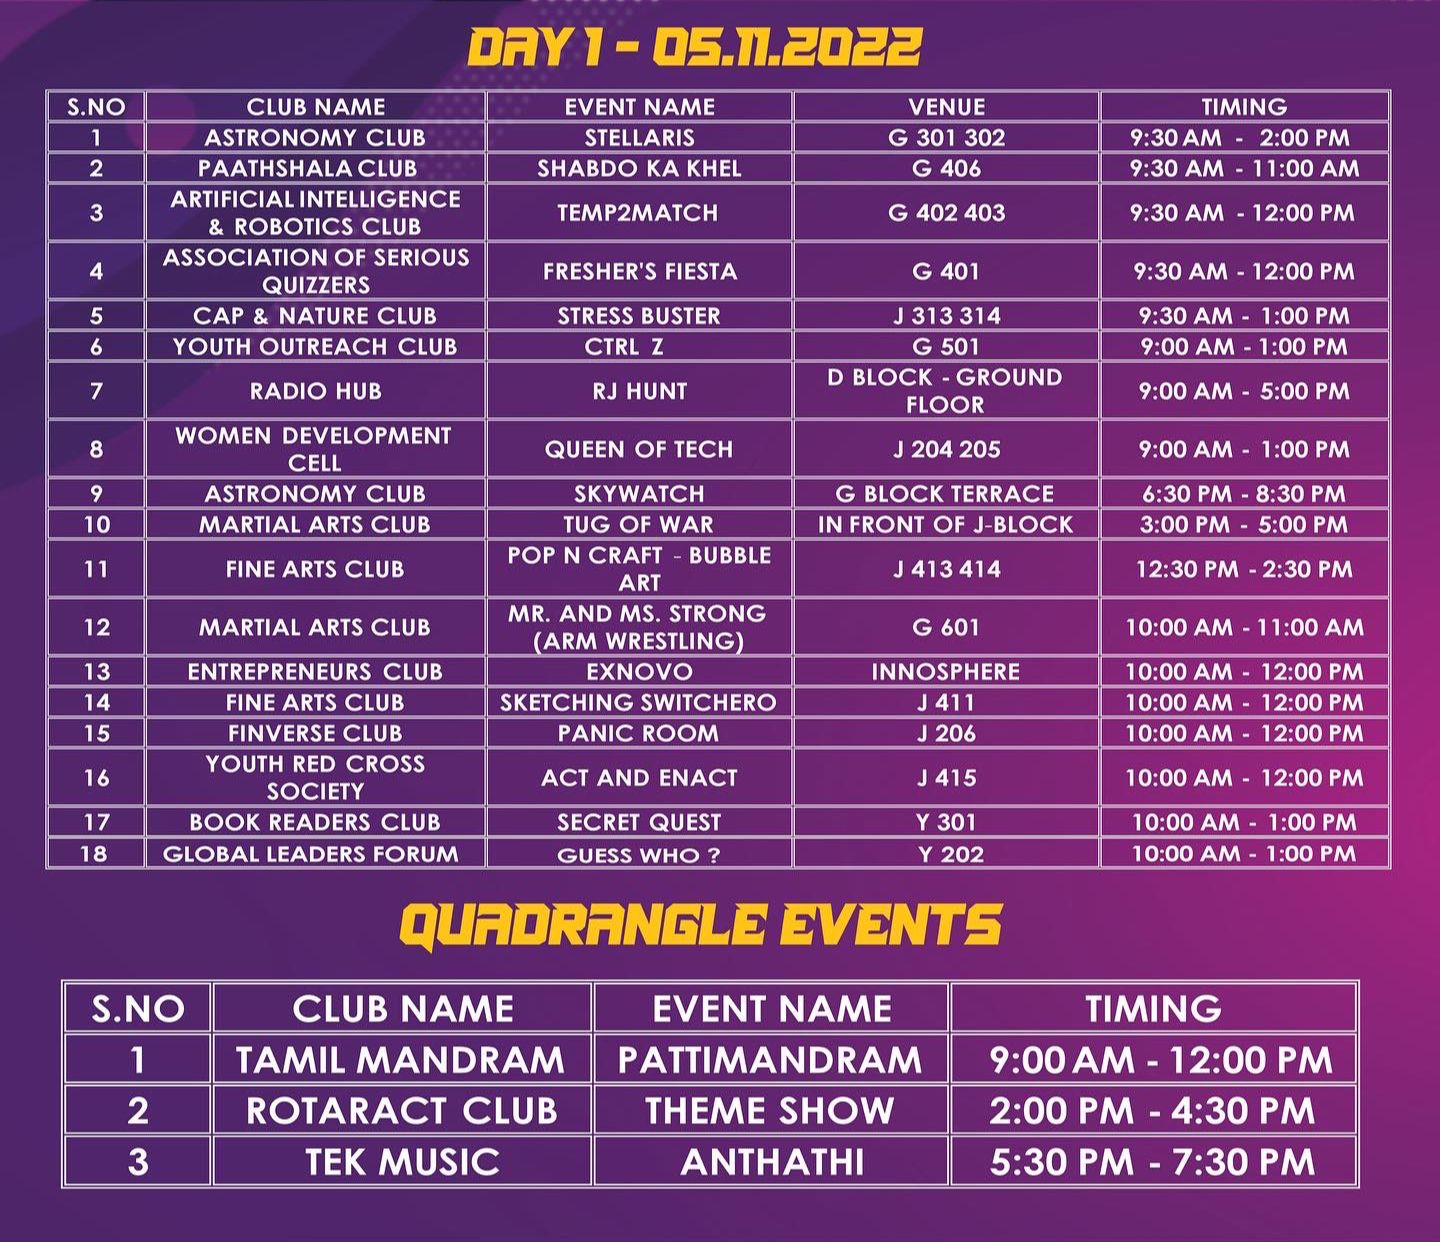 DAY 1 - 05.11.2022
S.NO CLUB NAME EVENT NAME VENUE TIMING
1 ASTRONOMY CLUB STELLARIS G 301 302 9:30 AM - 2:00 PM
2 PAATHSHALA CLUB SHABDO KA KHEL G 406 9:30 AM - 11:00 AM
3 ARTIFICIAL INTELLIGENCE
& ROBOTICS CLUB TEMP2MATCH G 402 403 9:30 AM - 12:00 PM
4 ASSOCIATION OF SERIOUS
QUIZZERS FRESHER'S FIESTA G 401 9:30 AM - 12:00 PM
5 CAP & NATURE CLUB STRESS BUSTER J 313 314 9:30 AM - 1:00 PM
6 YOUTH OUTREACH CLUB CTRL Z G 501 9:00 AM - 1:00 PM
7 RADIO HUB RJ HUNT D BLOCK - GROUND
FLOOR 9:00 AM - 5:00 PM
8 WOMEN DEVELOPMENT
CELL QUEEN OF TECH J 204 205 9:00 AM - 1:00 PM
9 ASTRONOMY CLUB SKYWATCH G BLOCK TERRACE 6:30 PM - 8:30 PM
10 MARTIAL ARTS CLUB TUG OF WAR IN FRONT OF J-BLOCK 3:00 PM - 5:00 PM
11 FINE ARTS CLUB POP N CRAFT - BUBBLE
ART J 413 414 12:30 PM - 2:30 PM
12 MARTIAL ARTS CLUB MR. AND MS. STRONG
(ARM WRESTLING) G 601 10:00 AM - 11:00 AM
13 ENTREPRENEURS CLUB EXNOVO INNOSPHERE 10:00 AM - 12:00 PM
14 FINE ARTS CLUB SKETCHING SWITCHERO J 411 10:00 AM - 12:00 PM
15 FINVERSE CLUB PANIC ROOM J 206 10:00 AM - 12:00 PM
16 YOUTH RED CROSS
SOCIETY ACT AND ENACT J 415 10:00 AM - 12:00 PM
17 BOOK READERS CLUB SECRET QUEST Y 301 10:00 AM - 1:00 PM
18 GLOBAL LEADERS FORUM GUESS WHO ? Y 202 10:00 AM - 1:00 PM
QUADRANGLE EVENTS
S.NO CLUB NAME EVENT NAME TIMING
1 TAMIL MANDRAM PATTIMANDRAM 9:00 AM - 12:00 PM
2 ROTARACT CLUB THEME SHOW 2:00 PM - 4:30 PM
3 TEK MUSIC ANTHATHI 5:30 PM - 7:30 PM